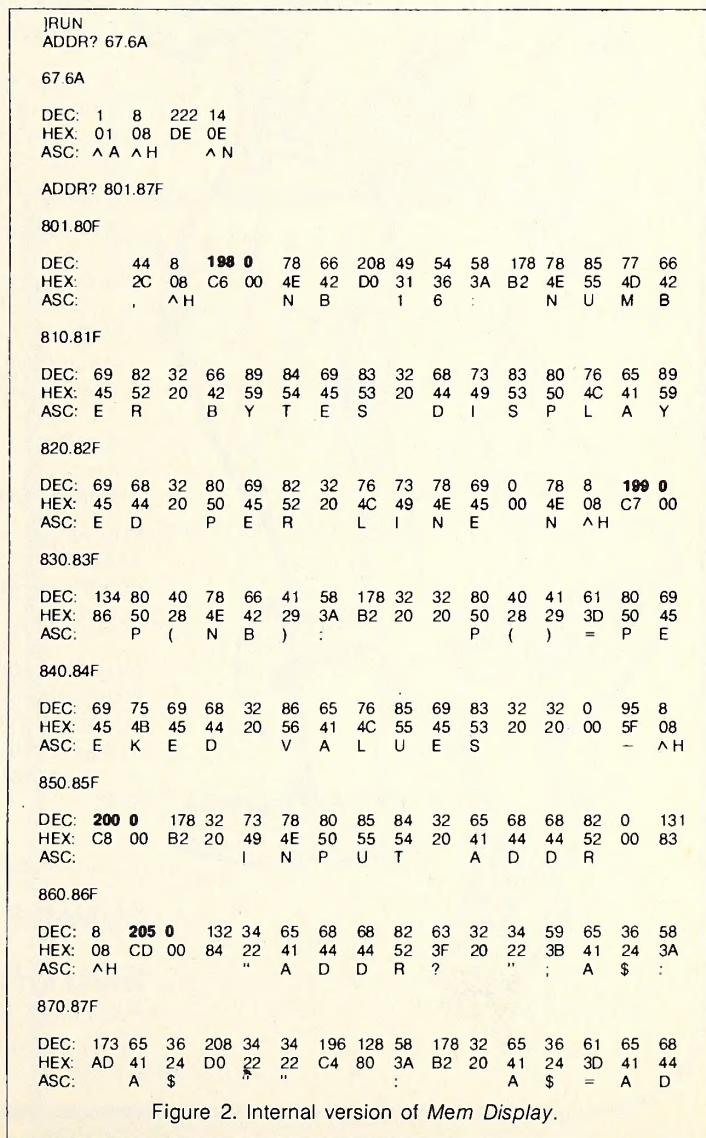 ]RUN
ADDR? 67.6A
67.6A
DEC: 1 8 222 14
HEX: 01 08 DE 0E
ASC: ^A ^H ^N
ADDR? 801.87F
801.80F
DEC: 44 8 198 0 78 66 208 49 54 58 178 78 85 77 66
HEX: 2C 08 C6 00 4E 42 D0 31 36 3A B2 4E 55 4D 42
ASC: , ^H N B 1 6 : N U M B
810.81F
DEC: 69 82 32 66 89 84 69 83 32 68 73 83 80 76 65 89
HEX: 45 52 20 42 59 54 45 53 20 44 49 53 50 4C 41 59
ASC: E R B Y T E S D I S P L A Y
820.82F
DEC: 69 68 32 80 69 82 32 76 73 78 69 0 78 8 199 0
HEX: 45 44 20 50 45 52 20 4C 49 4E 45 00 4E 08 C7 00
ASC: E D P E R L I N E N ^H
830.83F
DEC: 134 80 40 78 66 41 58 178 32 32 80 40 41 61 80 69
HEX: 86 50 28 4E 42 29 3A B2 20 20 50 28 29 3D 50 45
ASC: P ( N B ) : P ( ) = P E
840.84F
DEC: 69 75 69 68 32 86 65 76 85 69 83 32 32 0 95 8
HEX: 45 4B 45 44 20 56 41 4C 55 45 53 20 20 00 5F 08
ASC: E K E D V A L U E S – ^H
850.85F
DEC: 200 0 178 32 73 78 80 85 84 32 65 68 68 82 0 131
HEX: C8 00 B2 20 49 4E 50 55 54 20 41 44 44 52 00 83
ASC: I N P U T A D D R
860.86F
DEC: 8 205 0 132 34 65 68 68 82 63 32 34 59 65 36 58
HEX: 08 CD 00 84 22 41 44 44 52 3F 20 22 3B 41 24 3A
ASC: ^H " A D D R ? " ; A $ :
870.87F
DEC: 173 65 36 208 34 34 196 128 58 178 32 65 36 61 65 68
HEX: AD 41 24 D0 22 22 C4 80 3A B2 20 41 24 3D 41 44
ASC: A $ " " : A $ = A D
Figure 2. Internal version of Mem Display.